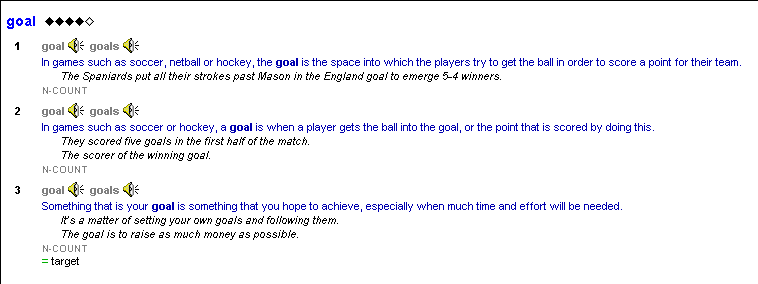 goal ◆◆◆◆◇
1 goal goals
In games such as soccer, netball or hockey, the goal is the space into which the players try to get the ball in order to score a point for their team.
The Spaniards put all their strokes past Mason in the England goal to emerge 5-4 winners.
N-COUNT
2 goal goals
In games such as soccer or hockey, a goal is when a player gets the ball into the goal, or the point that is scored by doing this.
They scored five goals in the first half of the match.
The scorer of the winning goal.
N-COUNT
3 goal goals
Something that is your goal is something that you hope to achieve, especially when much time and effort will be needed.
It's a matter of setting your own goals and following them.
The goal is to raise as much money as possible.
N-COUNT
= target